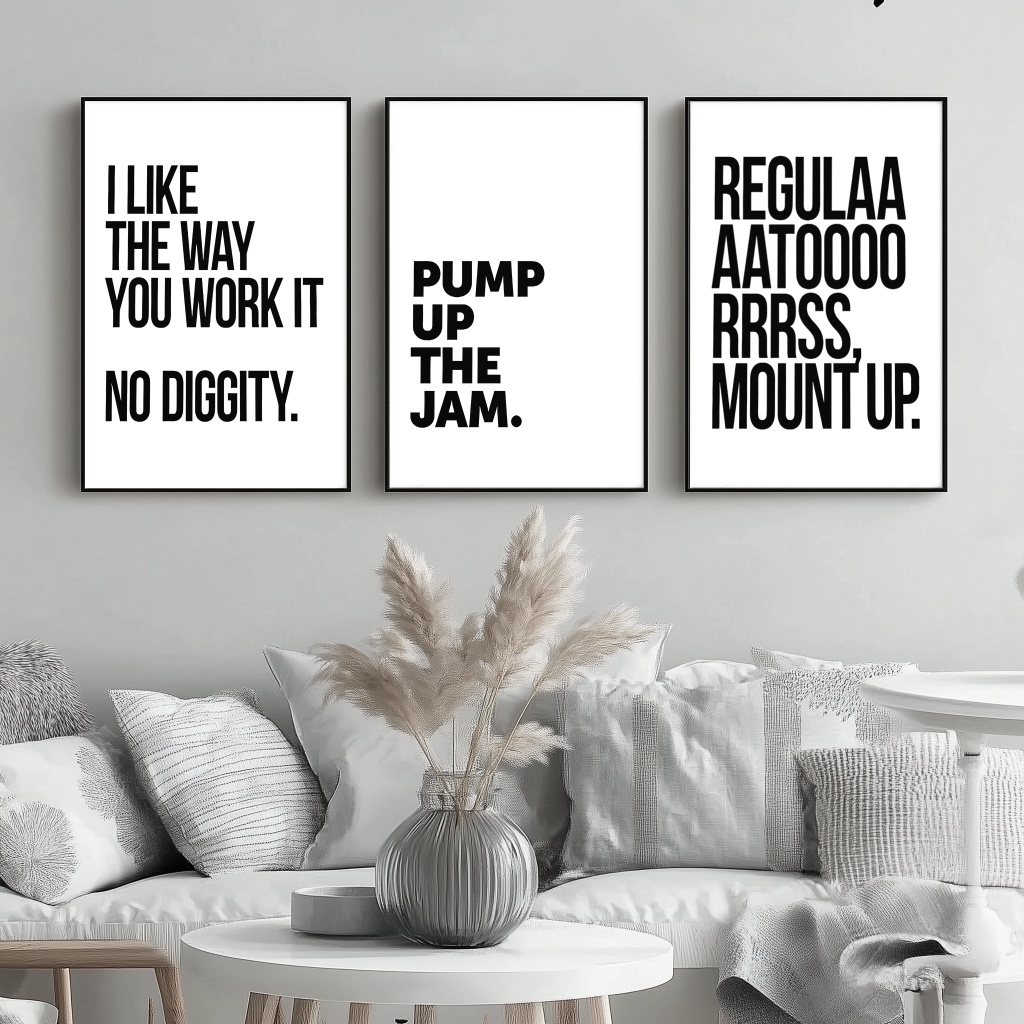 I LIKE
THE WAY
YOU WORK IT
NO DIGGITY.
PUMP
UP
THE
JAM.
REGULAA
AATOOOO
RRRSS,
MOUNT UP.